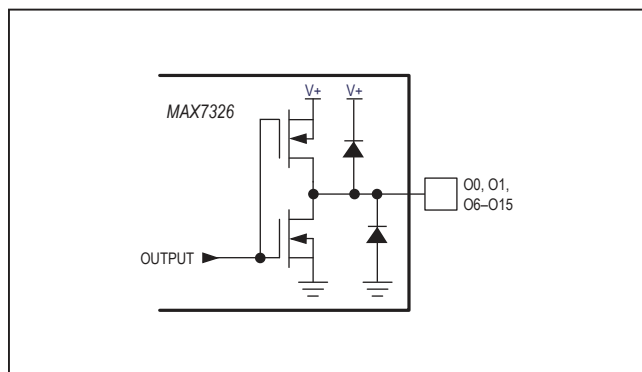 V+ V+
MAX7326
O0, O1,
O6–O15
OUTPUT